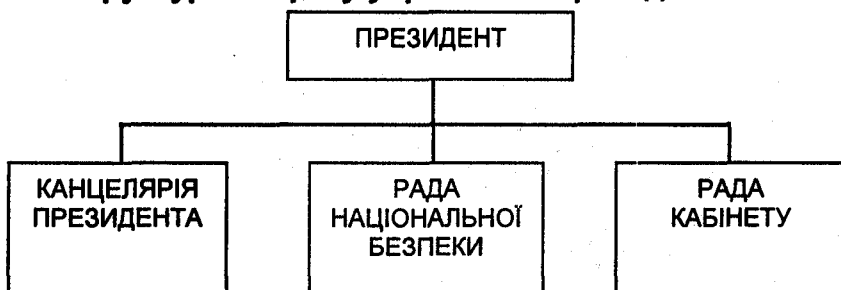 ПРЕЗИДЕНТ
КАНЦЕЛЯРІЯ
ПРЕЗИДЕНТА
РАДА
НАЦІОНАЛЬНОЇ
БЕЗПЕКИ
РАДА
КАБІНЕТУ